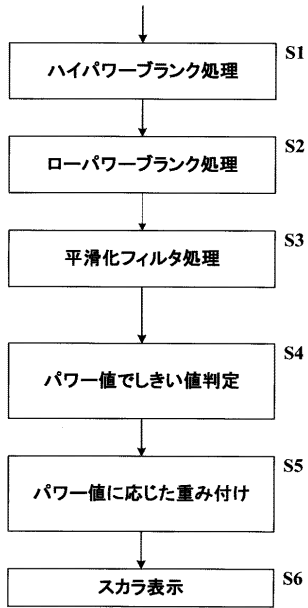 S1
ハイパワーブランク処理
S2
ローパワーブランク処理
S3
平滑化フィルタ処理
S4
パワー値でしきい値判定
S5
パワー値に応じた重み付け
S6
スカラ表示